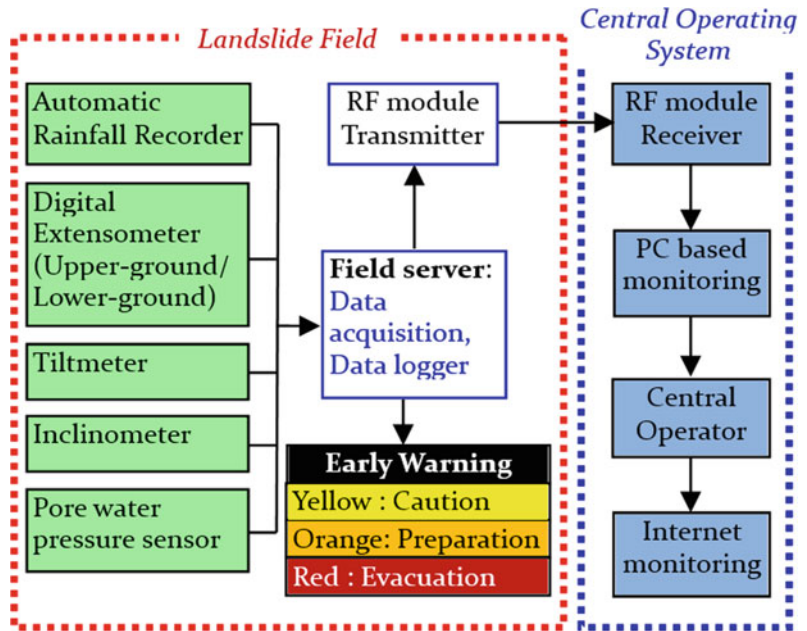 Landslide Field
Central Operating
System
Automatic
Rainfall Recorder
Digital
Extensometer
(Upper-ground/
Lower-ground)
Tiltmeter
Inclinometer
Pore water
pressure sensor
RF module
Transmitter
Field server:
Data
acquisition,
Data logger
Early Warning
Yellow : Caution
Orange: Preparation
Red : Evacuation
RF module
Receiver
PC based
monitoring
Central
Operator
Internet
monitoring